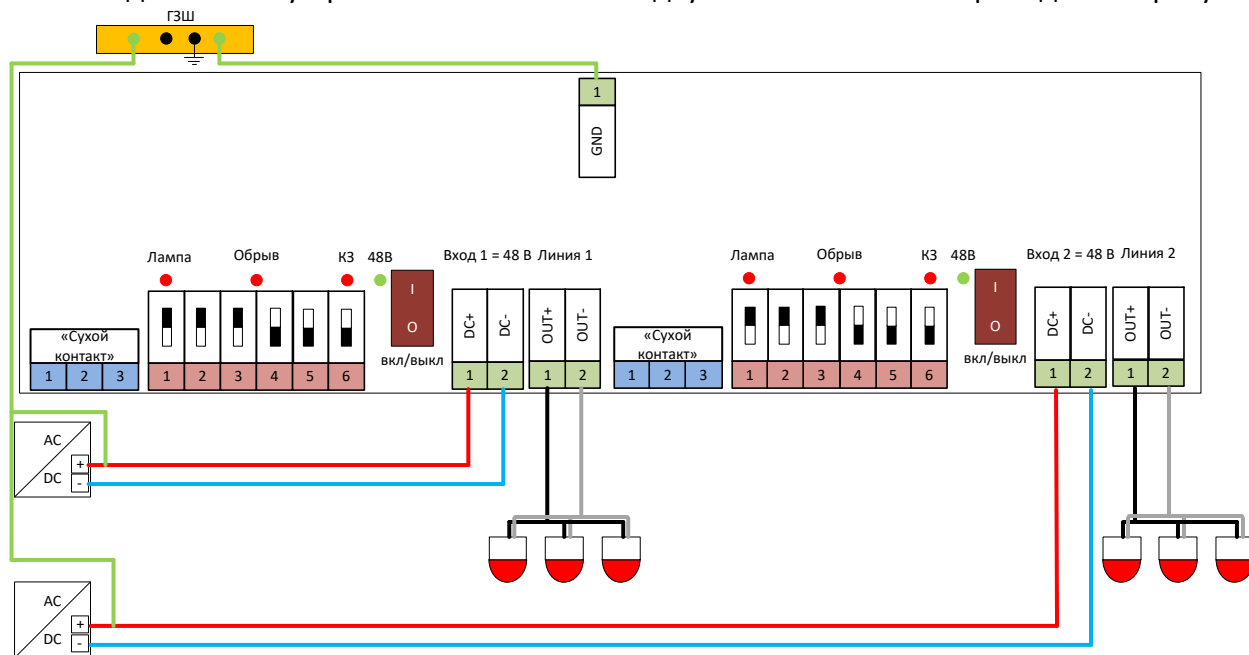 ГЗШ
1
GND
Лампа Обрыв КЗ 48В Вход 1 = 48 В Линия 1
I
O
вкл/выкл
«Сухой
контакт»
1 2 3
1 2 3 4 5 6
DC+ DC- OUT+ OUT-
1 2 1 2
Лампа Обрыв КЗ 48В Вход 2 = 48 В Линия 2
I
O
вкл/выкл
«Сухой
контакт»
1 2 3
1 2 3 4 5 6
DC+ DC- OUT+ OUT-
1 2 1 2
AC
DC
+
-
AC
DC
+
-